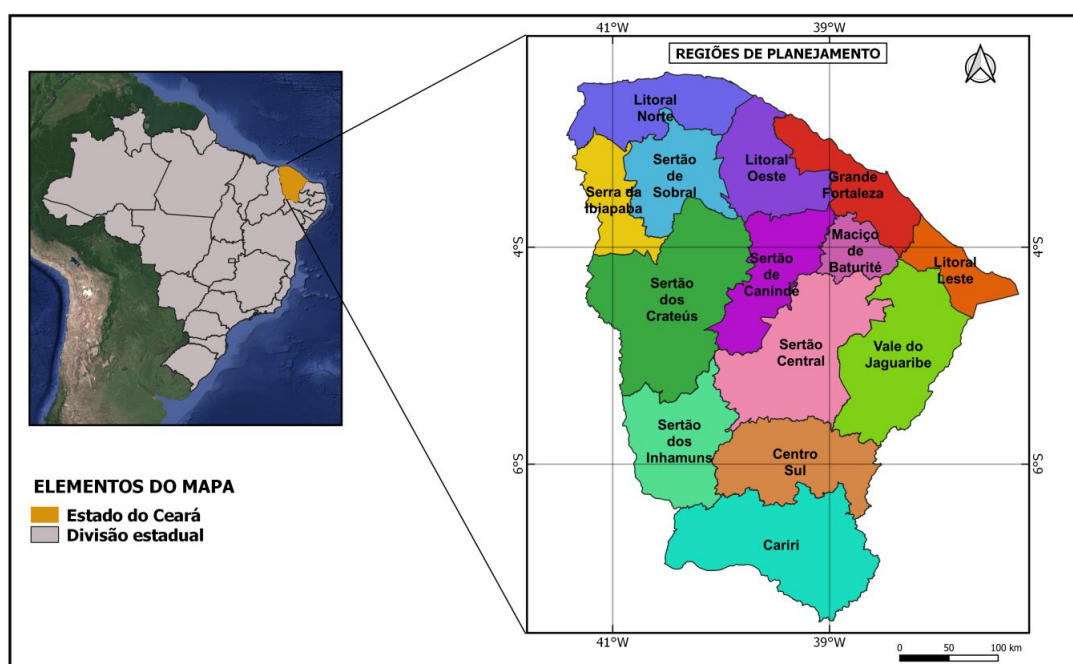 41°W
39°W
REGIÕES DE PLANEJAMENTO
Litoral
Norte
Sertão
de
Sobral
Litoral
Oeste
Serra da
Ibiapaba
Grande
Fortaleza
4°S
4°S
Maciço
de
Baturité
Litoral
Leste
Sertão
de
Canindé
Sertão
dos
Crateús
Sertão
Central
Vale do
Jaguaribe
Sertão
dos
Inhamuns
Centro
Sul
6°S
6°S
Cariri
ELEMENTOS DO MAPA
Estado do Ceará
Divisão estadual
41°W
39°W
0 50 100 km